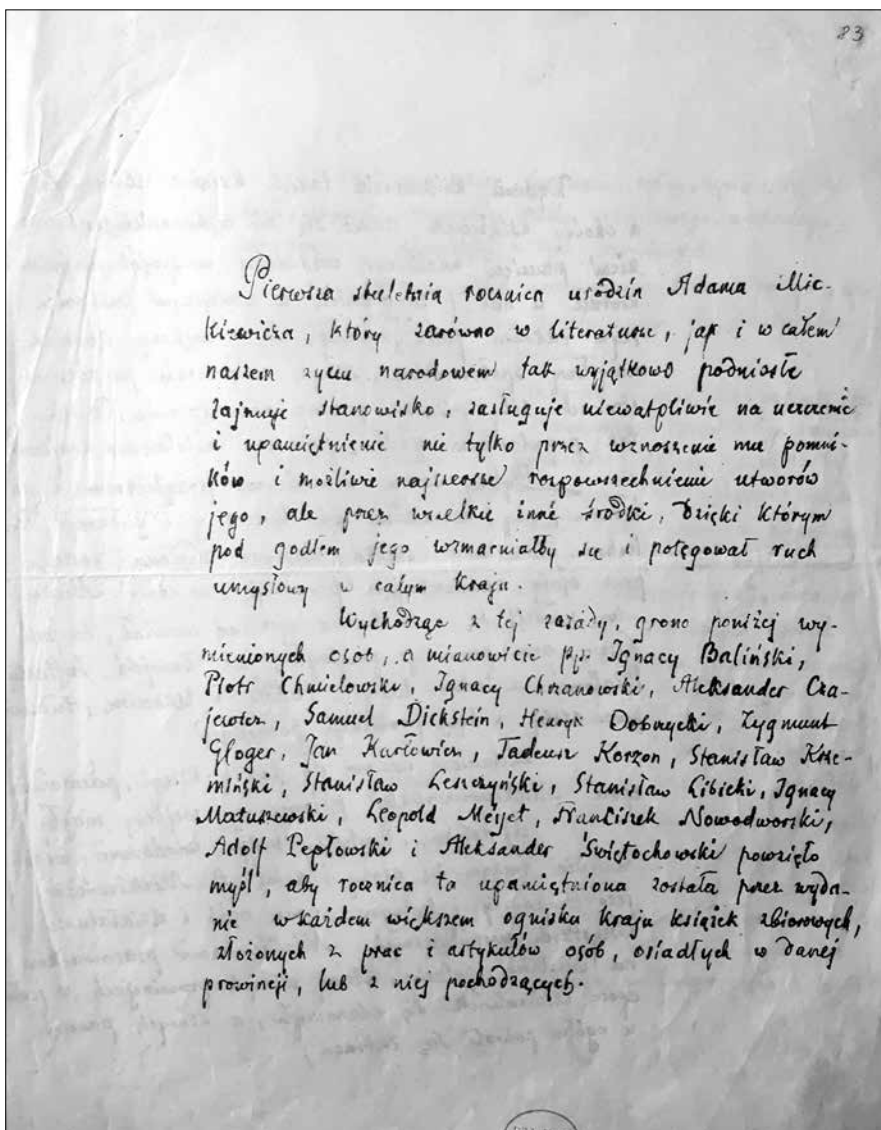 83
Pierwsza stuletnia rocznica urodzin Adama Mic-
kiewicza, który zarówno w literaturze, jak i w całem
naszem życiu narodowem tak wyjątkowo podniosłe
zajmuje stanowisko, zasługuje niewątpliwie na uczczenie
i upamiętnienie nie tylko przez wznoszenie mu pomni-
ków i możliwie najszersze rozpowszechnienie utworów
jego, ale przez wszelkie inne środki, dzięki którym
pod godłem jego wzmacniałby się i potęgował ruch
umysłowy w całym kraju.
Wychodząc z tej zasady, grono poniżej wy-
mienionych osób, a mianowicie pp. Ignacy Baliński,
Piotr Chmielowski, Ignacy Chrzanowski, Aleksander Cza-
jewicz, Samuel Dickstein, Henryk Dobrzycki, Zygmunt
Gloger, Jan Karłowicz, Tadeusz Korzon, Stanisław Krze-
miński, Stanisław Leszczyński, Stanisław Libicki, Ignacy
Matuszewski, Leopold Méyet, Franciszek Nowodworski,
Adolf Pepłowski i Aleksander Świętochowski powzięło
myśl, aby rocznica ta upamiętniona została przez wyda-
nie w każdem większem ognisku kraju książek zbiorowych,
złożonych z prac i artykułów osób, osiadłych w danej
prowincji, lub z niej pochodzących.